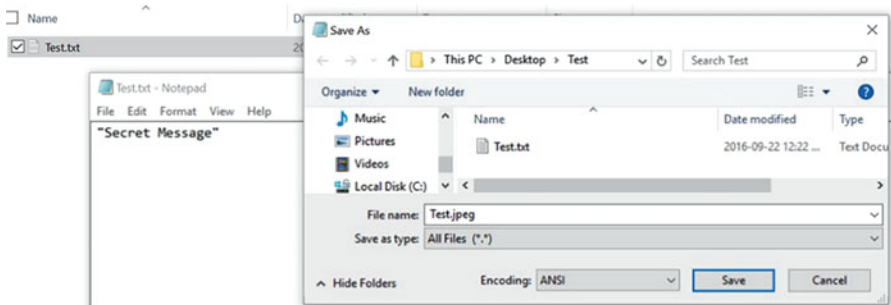 Name
Test.txt
Test.txt - Notepad
File Edit Format View Help
"Secret Message"
Save As
This PC > Desktop > Test
Search Test
Organize
New folder
Music
Pictures
Videos
Local Disk (C:)
Name
Date modified
Type
Test.txt
2016-09-22 12:22 ...
Text Docu
File name: Test.jpeg
Save as type: All Files (*.*)
Hide Folders
Encoding: ANSI
Save
Cancel